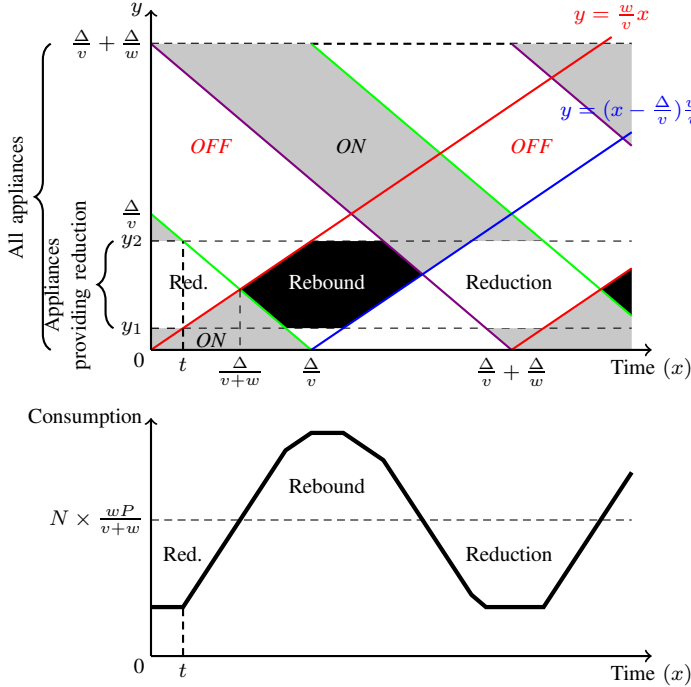 y
y = w/v x
Δ/v + Δ/w
y = (x − Δ/v) w/v
OFF
ON
OFF
All appliances
Δ/v
Appliances
providing reduction
y2
Red.
Rebound
Reduction
y1
ON
0
t
Δ/v+w
Δ/v
Δ/v + Δ/w
Time (x)
Consumption
Rebound
N × wP/v+w
Red.
Reduction
0
t
Time (x)